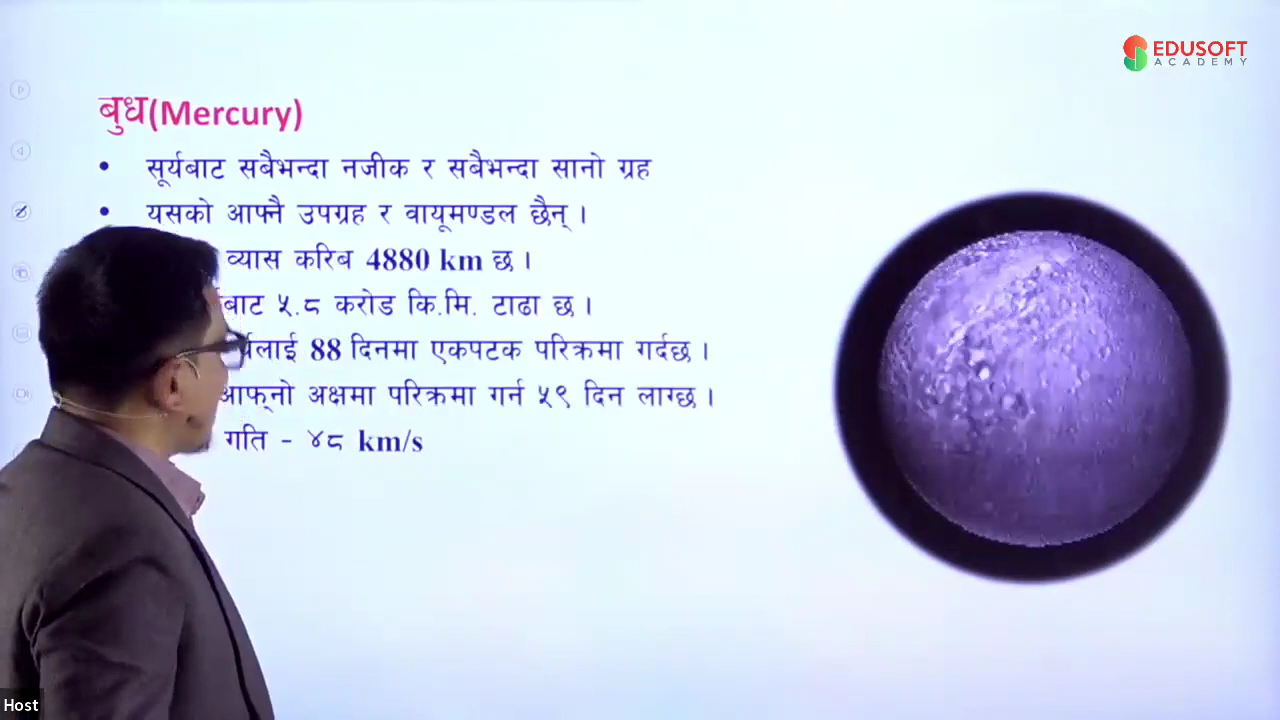 EDUSOFT
ACADEMY
बुध(Mercury)
• सूर्यबाट सबैभन्दा नजीक र सबैभन्दा सानो ग्रह
• यसको आफ्नै उपग्रह र वायूमण्डल छैन् ।
व्यास करिब 4880 km छ ।
५.८ करोड कि.मि. टाढा छ ।
88 दिनमा एकपटक परिक्रमा गर्दछ ।
आफ्नो अक्षमा परिक्रमा गर्न ५९ दिन लाग्छ ।
गति - ४८ km/s
Host